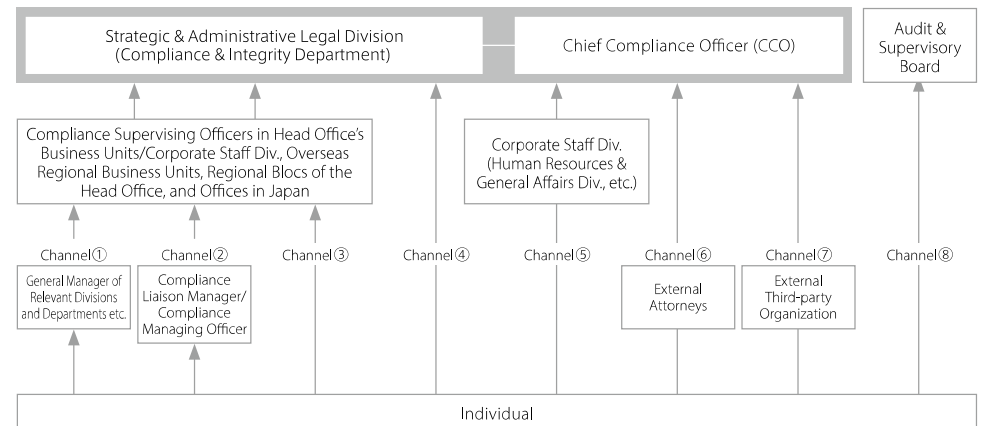 Strategic & Administrative Legal Division
(Compliance & Integrity Department)
Chief Compliance Officer (CCO)
Audit &
Supervisory
Board
Compliance Supervising Officers in Head Office's
Business Units/Corporate Staff Div., Overseas
Regional Business Units, Regional Blocs of the
Head Office, and Offices in Japan
Corporate Staff Div.
(Human Resources &
General Affairs Div., etc.)
Channel①
Channel②
Channel③
Channel④
Channel⑤
Channel⑥
Channel⑦
Channel⑧
General Manager of
Relevant Divisions
and Departments etc.
Compliance
Liaison Manager/
Compliance
Managing Officer
External
Attorneys
External
Third-party
Organization
Individual